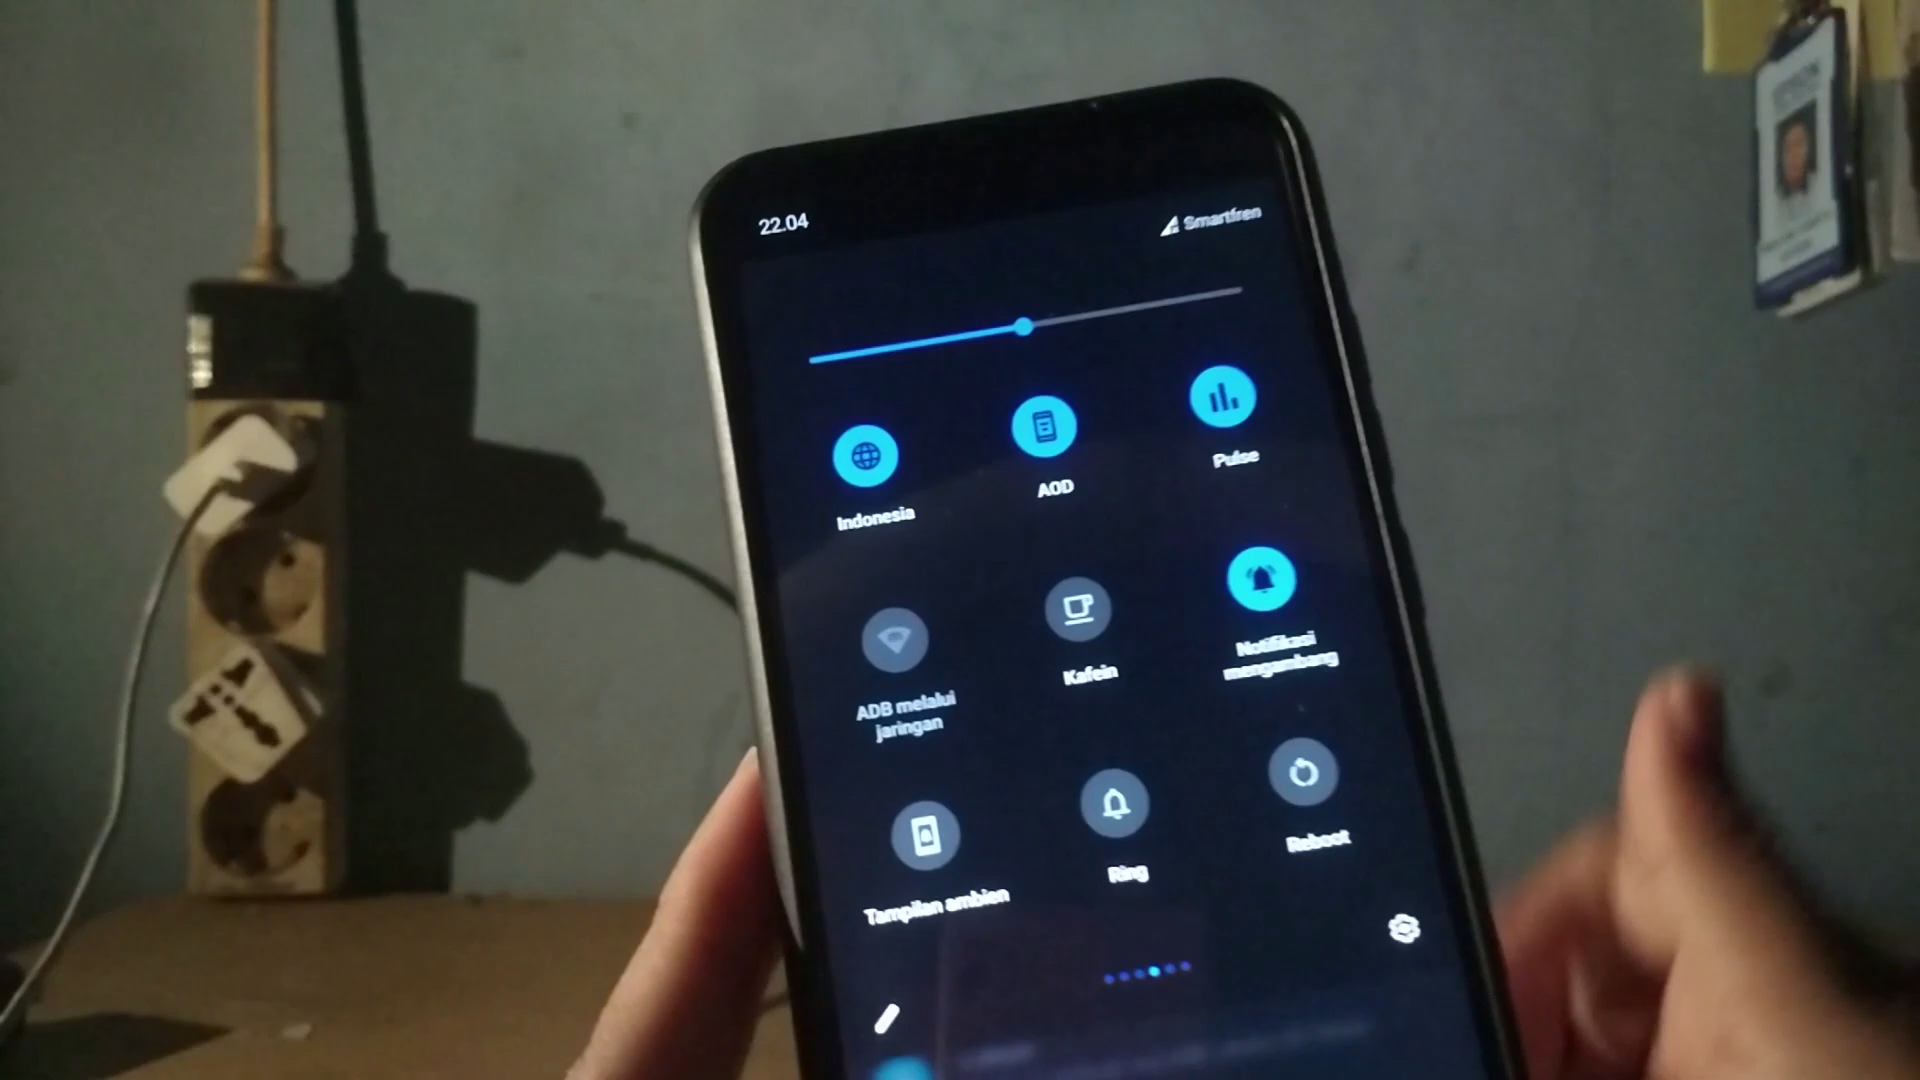 22.04
Smartfren
Indonesia
AOD
Pulse
ADB melalui
jaringan
Kafein
Notifikasi
mengambang
Tampilan ambien
Ring
Reboot